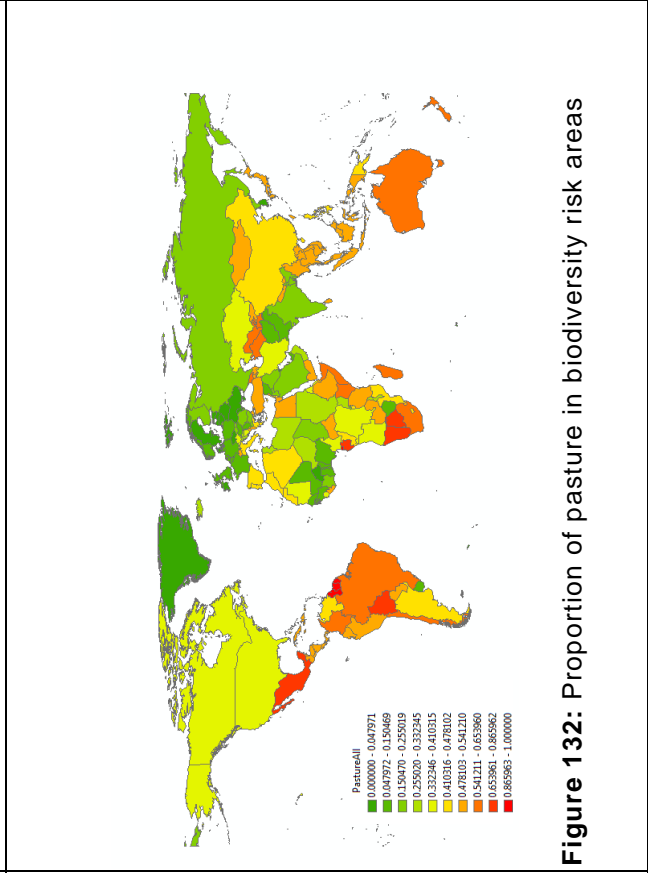 PastureAll
0.000000 - 0.047971
0.047972 - 0.150469
0.150470 - 0.255019
0.255020 - 0.332345
0.332346 - 0.410315
0.410316 - 0.478102
0.478103 - 0.541210
0.541211 - 0.653960
0.653961 - 0.865962
0.865963 - 1.000000
Figure 132: Proportion of pasture in biodiversity risk areas